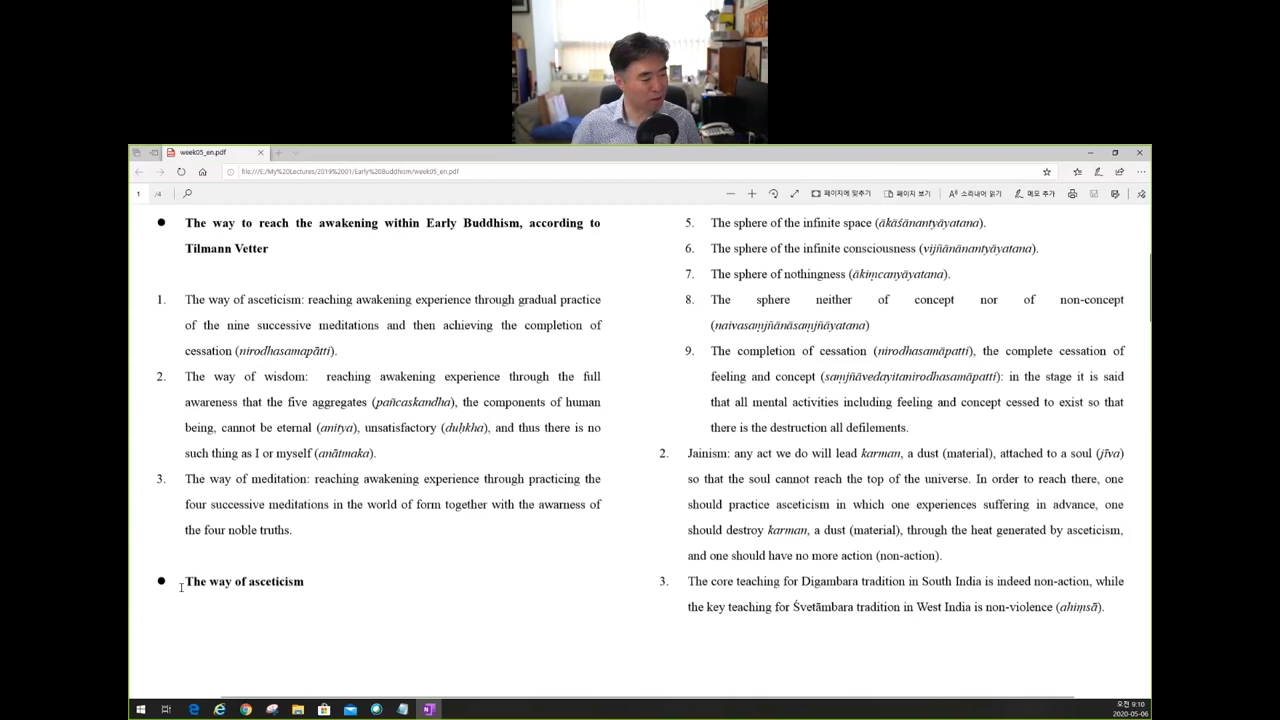 week05_en.pdf
file:///E:/My%20Lectures/2019%2001/Early%20Buddhism/week05_en.pdf
1 /4
페이지에 맞추기
페이지 보기
소리내어 읽기
메모 추가
● The way to reach the awakening within Early Buddhism, according to
Tilmann Vetter
1. The way of asceticism: reaching awakening experience through gradual practice
of the nine successive meditations and then achieving the completion of
cessation (nirodhasamapātti).
2. The way of wisdom: reaching awakening experience through the full
awareness that the five aggregates (pañcaskandha), the components of human
being, cannot be eternal (anitya), unsatisfactory (duḥkha), and thus there is no
such thing as I or myself (anātmaka).
3. The way of meditation: reaching awakening experience through practicing the
four successive meditations in the world of form together with the awarness of
the four noble truths.
● The way of asceticism
5. The sphere of the infinite space (ākāśānantyāyatana).
6. The sphere of the infinite consciousness (vijñānānantyāyatana).
7. The sphere of nothingness (ākiṃcanyāyatana).
8. The sphere neither of concept nor of non-concept
(naivasaṃjñānāsaṃjñāyatana)
9. The completion of cessation (nirodhasamāpatti), the complete cessation of
feeling and concept (saṃjñāvedayitanirodhasamāpatti): in the stage it is said
that all mental activities including feeling and concept cessed to exist so that
there is the destruction all defilements.
2. Jainism: any act we do will lead karman, a dust (material), attached to a soul (jīva)
so that the soul cannot reach the top of the universe. In order to reach there, one
should practice asceticism in which one experiences suffering in advance, one
should destroy karman, a dust (material), through the heat generated by asceticism,
and one should have no more action (non-action).
3. The core teaching for Digambara tradition in South India is indeed non-action, while
the key teaching for Śvetāmbara tradition in West India is non-violence (ahiṃsā).
오전 9:10
2020-05-06